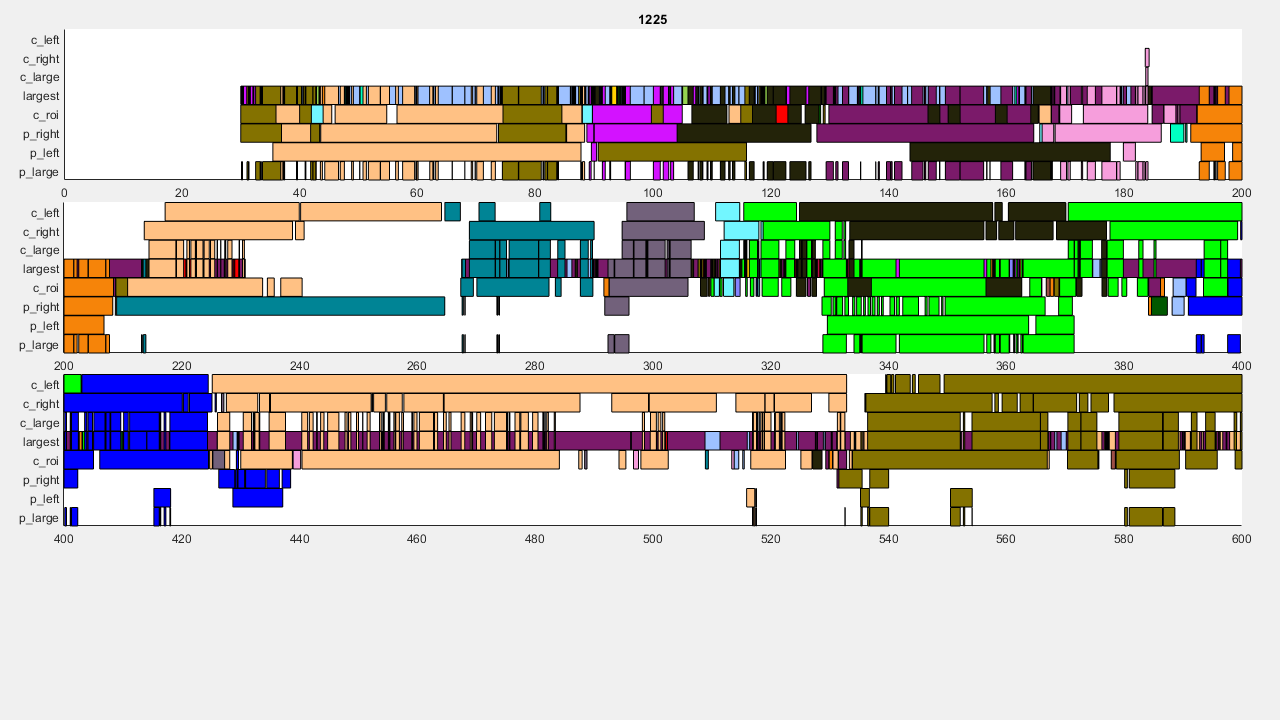 1225
c_left
c_right
c_large
largest
c_roi
p_right
p_left
p_large
0 20 40 60 80 100 120 140 160 180 200
c_left
c_right
c_large
largest
c_roi
p_right
p_left
p_large
200 220 240 260 280 300 320 340 360 380 400
c_left
c_right
c_large
largest
c_roi
p_right
p_left
p_large
400 420 440 460 480 500 520 540 560 580 600